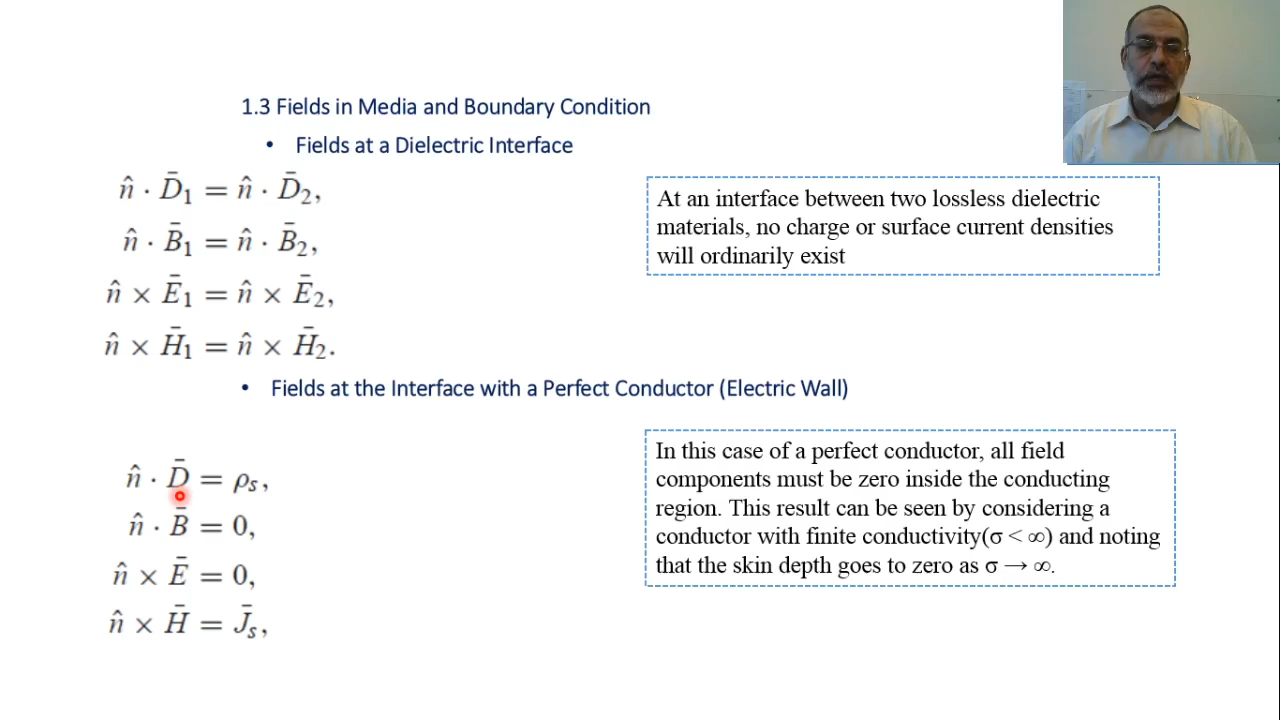 1.3 Fields in Media and Boundary Condition
• Fields at a Dielectric Interface
n̂ · D̄₁ = n̂ · D̄₂,
n̂ · B̄₁ = n̂ · B̄₂,
n̂ × Ē₁ = n̂ × Ē₂,
n̂ × H̄₁ = n̂ × H̄₂.
At an interface between two lossless dielectric
materials, no charge or surface current densities
will ordinarily exist
• Fields at the Interface with a Perfect Conductor (Electric Wall)
n̂ · D̄ = ρₛ,
n̂ · B̄ = 0,
n̂ × Ē = 0,
n̂ × H̄ = J̄ₛ,
In this case of a perfect conductor, all field
components must be zero inside the conducting
region. This result can be seen by considering a
conductor with finite conductivity(σ < ∞) and noting
that the skin depth goes to zero as σ → ∞.